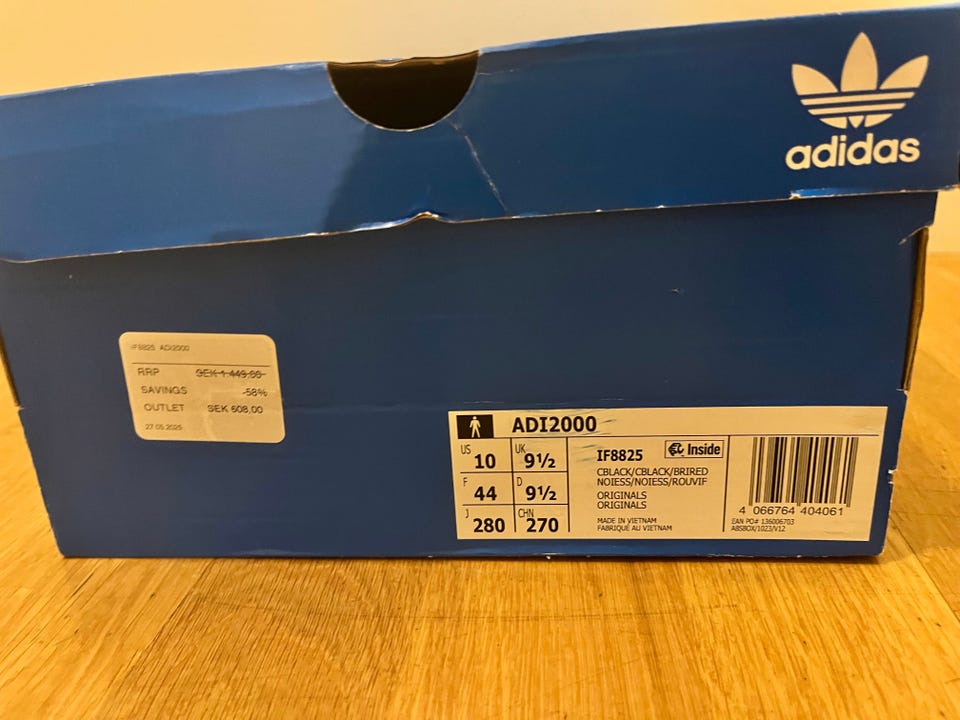 adidas
IF8825 ADI2000
RRP SEK 1.449,00
SAVINGS -58%
OUTLET SEK 608,00
27.05.2025
ADI2000
US 10 UK 9½
F 44 D 9½
J 280 CHN 270
IF8825 Inside
CBLACK/CBLACK/BRIRED
NOIESS/NOIESS/ROUVIF
ORIGINALS
ORIGINALS
MADE IN VIETNAM
FABRIQUÉ AU VIETNAM
4 066764 404061
EAN PO# 136006703
ABSBOX/1023/V12